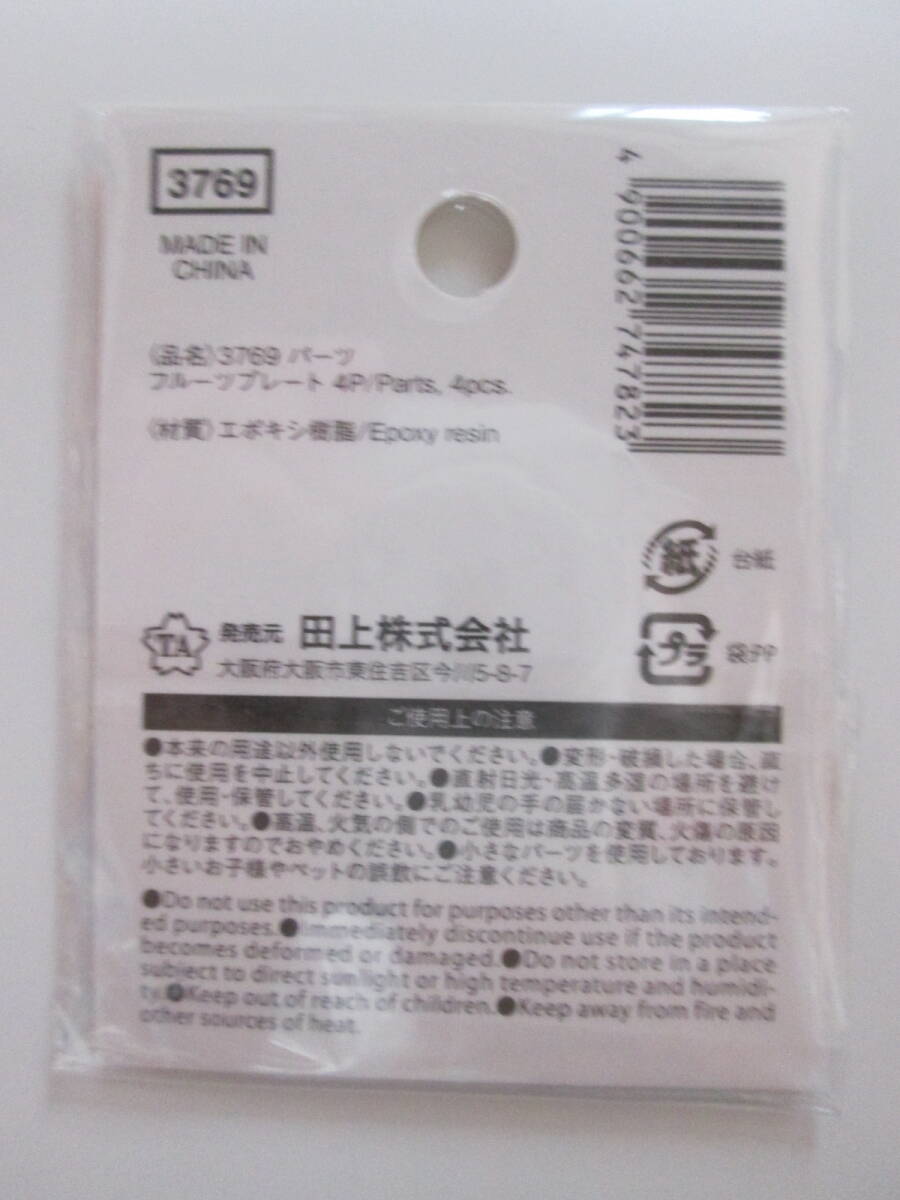 3769
MADE IN
CHINA
4 900662 747823
〈品名〉3769 パーツ
フルーツプレート 4P/Parts, 4pcs.
〈材質〉エポキシ樹脂/Epoxy resin
紙 台紙
プラ 袋:PP
TA 発売元 田上株式会社
大阪府大阪市東住吉区今川5-8-7
ご使用上の注意
●本来の用途以外使用しないでください。●変形・破損した場合、直
ちに使用を中止してください。●直射日光・高温多湿の場所を避け
て、使用・保管してください。●乳幼児の手の届かない場所に保管し
てください。●高温、火気の側でのご使用は商品の変質、火傷の原因
になりますのでおやめください。●小さなパーツを使用しております。
小さいお子様やペットの誤飲にご注意ください。
●Do not use this product for purposes other than its intend-
ed purposes.●Immediately discontinue use if the product
becomes deformed or damaged.●Do not store in a place
subject to direct sunlight or high temperature and humidi-
ty.●Keep out of reach of children.●Keep away from fire and
other sources of heat.